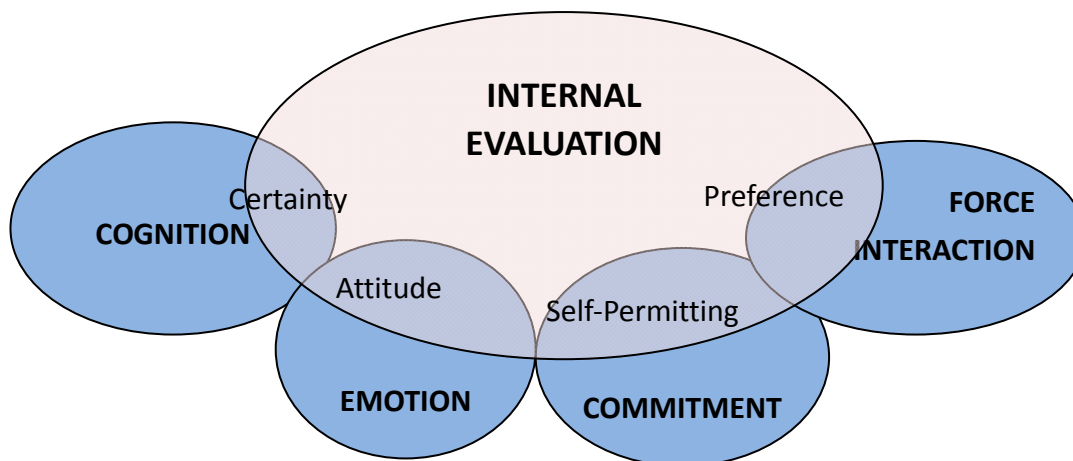 INTERNAL
EVALUATION
Certainty
COGNITION
Preference
FORCE
INTERACTION
Attitude
Self-Permitting
EMOTION
COMMITMENT